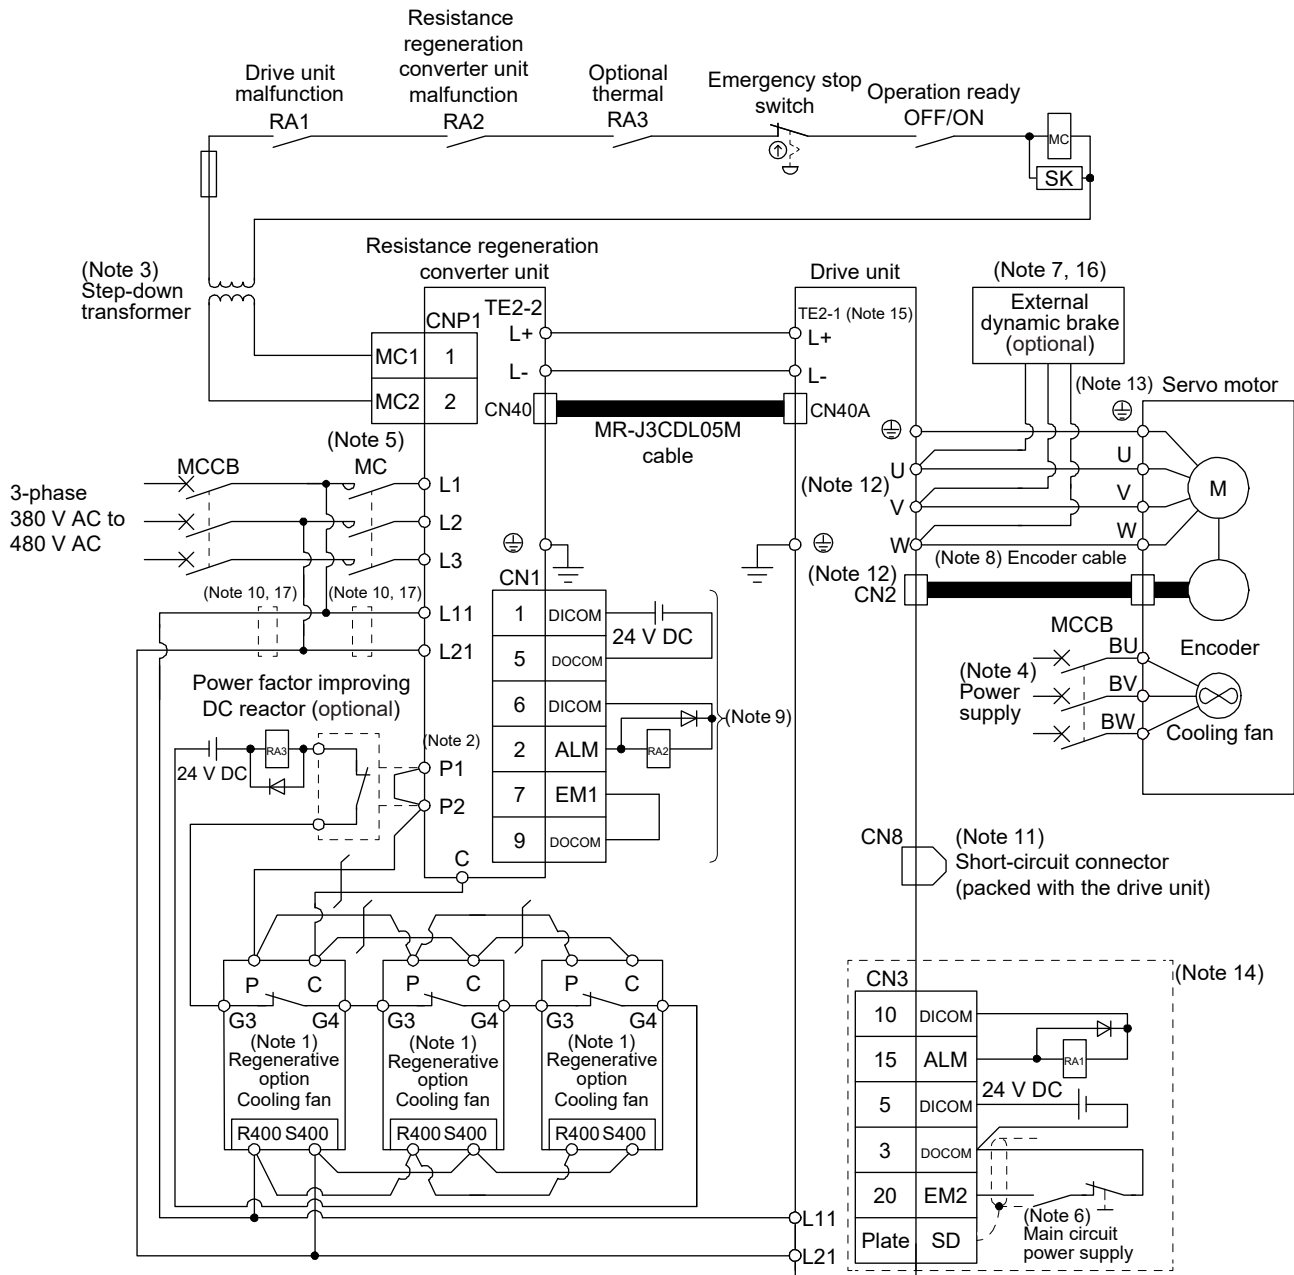 Drive unit
malfunction
RA1
Resistance
regeneration
converter unit
malfunction
RA2
Optional
thermal
RA3
Emergency stop
switch
Operation ready
OFF/ON
MC
SK
(Note 3)
Step-down
transformer
Resistance regeneration
converter unit
CNP1
MC1 1
MC2 2
TE2-2
L+
L-
CN40
MR-J3CDL05M
cable
Drive unit
TE2-1 (Note 15)
L+
L-
CN40A
(Note 7, 16)
External
dynamic brake
(optional)
(Note 13) Servo motor
U
V
W
(Note 12)
U
V
W
M
(Note 5)
MCCB
MC
3-phase
380 V AC to
480 V AC
L1
L2
L3
(Note 10, 17)
(Note 10, 17)
L11
L21
(Note 8) Encoder cable
(Note 12)
CN2
Encoder
MCCB
(Note 4)
Power
supply
BU
BV
BW
Cooling fan
CN1
1 DICOM
5 DOCOM
6 DICOM
2 ALM
7 EM1
9 DOCOM
24 V DC
RA2
(Note 9)
Power factor improving
DC reactor (optional)
24 V DC
RA3
(Note 2)
P1
P2
C
CN8
(Note 11)
Short-circuit connector
(packed with the drive unit)
P C
G3 G4
(Note 1)
Regenerative
option
Cooling fan
R400 S400
P C
G3 G4
(Note 1)
Regenerative
option
Cooling fan
R400 S400
P C
G3 G4
(Note 1)
Regenerative
option
Cooling fan
R400 S400
(Note 14)
CN3
10 DICOM
15 ALM
5 DICOM
3 DOCOM
20 EM2
Plate SD
RA1
24 V DC
(Note 6)
Main circuit
power supply
L11
L21